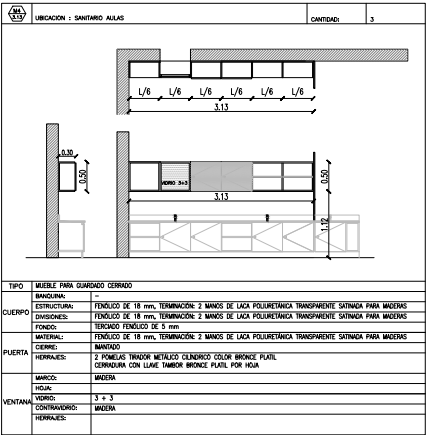 M4
3.13
UBICACION : SANITARIO AULAS
CANTIDAD:
3
L/6 L/6 L/6 L/6 L/6 L/6
3.13
0.30
0.50
VIDRIO 3+3
0.50
3.13
1.12
TIPO MUEBLE PARA GUARDADO CERRADO
CUERPO
BANQUINA: -
ESTRUCTURA: FENÓLICO DE 18 mm, TERMINACIÓN: 2 MANOS DE LACA POLIURETÁNICA TRANSPARENTE SATINADA PARA MADERAS
DIVISIONES: FENÓLICO DE 18 mm, TERMINACIÓN: 2 MANOS DE LACA POLIURETÁNICA TRANSPARENTE SATINADA PARA MADERAS
FONDO: TERCIADO FENÓLICO DE 5 mm
PUERTA
MATERIAL: FENÓLICO DE 18 mm, TERMINACIÓN: 2 MANOS DE LACA POLIURETÁNICA TRANSPARENTE SATINADA PARA MADERAS
CIERRE: IMANTADO
HERRAJES: 2 POMELAS TIRADOR METÁLICO CILÍNDRICO COLOR BRONCE PLATIL
CERRADURA CON LLAVE TAMBOR BRONCE PLATIL POR HOJA
VENTANA
MARCO: MADERA
HOJA:
VIDRIO: 3 + 3
CONTRAVIDRIO: MADERA
HERRAJES: